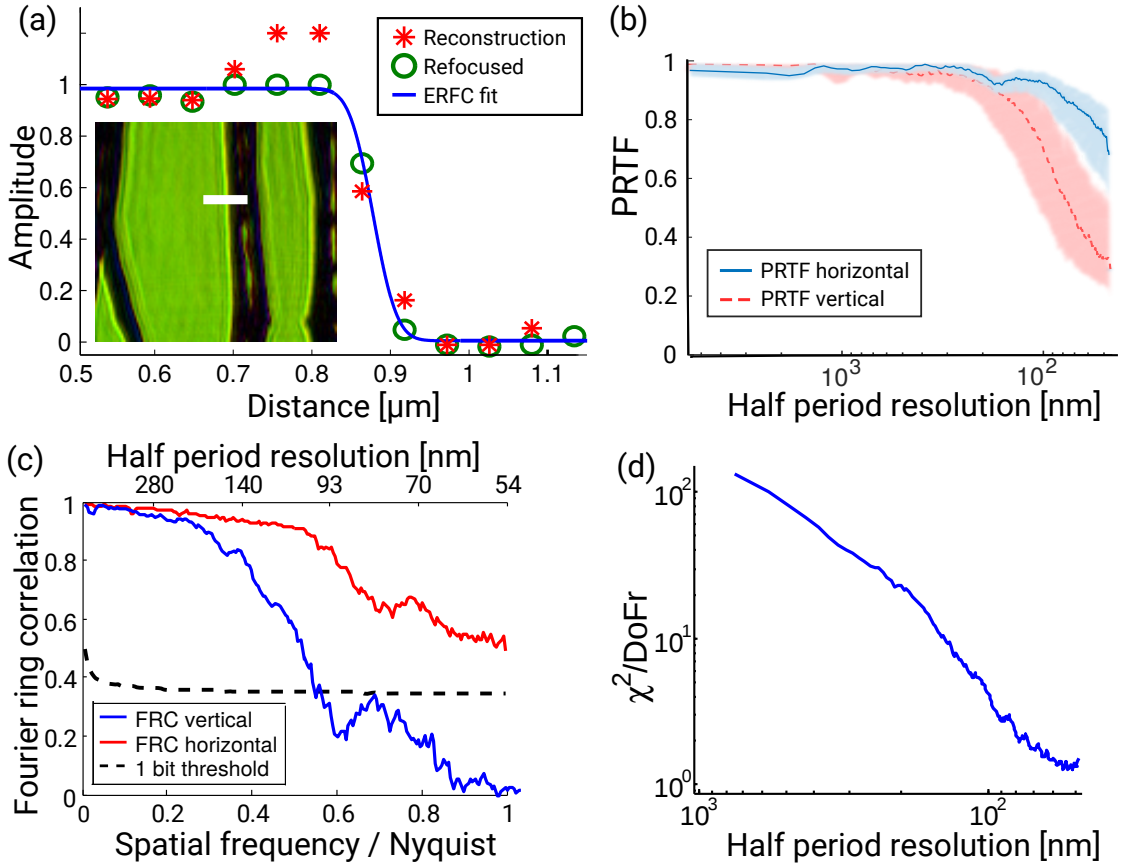 (a)
Amplitude
1
0.8
0.6
0.4
0.2
0
Reconstruction
Refocused
ERFC fit
0.5 0.6 0.7 0.8 0.9 1 1.1
Distance [µm]
(b)
PRTF
1
0.8
0.6
0.4
0.2
0
PRTF horizontal
PRTF vertical
10³ 10²
Half period resolution [nm]
(c)
Half period resolution [nm]
280 140 93 70 54
Fourier ring correlation
1
0.8
0.6
0.4
0.2
0
FRC vertical
FRC horizontal
1 bit threshold
0 0.2 0.4 0.6 0.8 1
Spatial frequency / Nyquist
(d)
χ²/DoFr
10²
10¹
10⁰
10³ 10²
Half period resolution [nm]